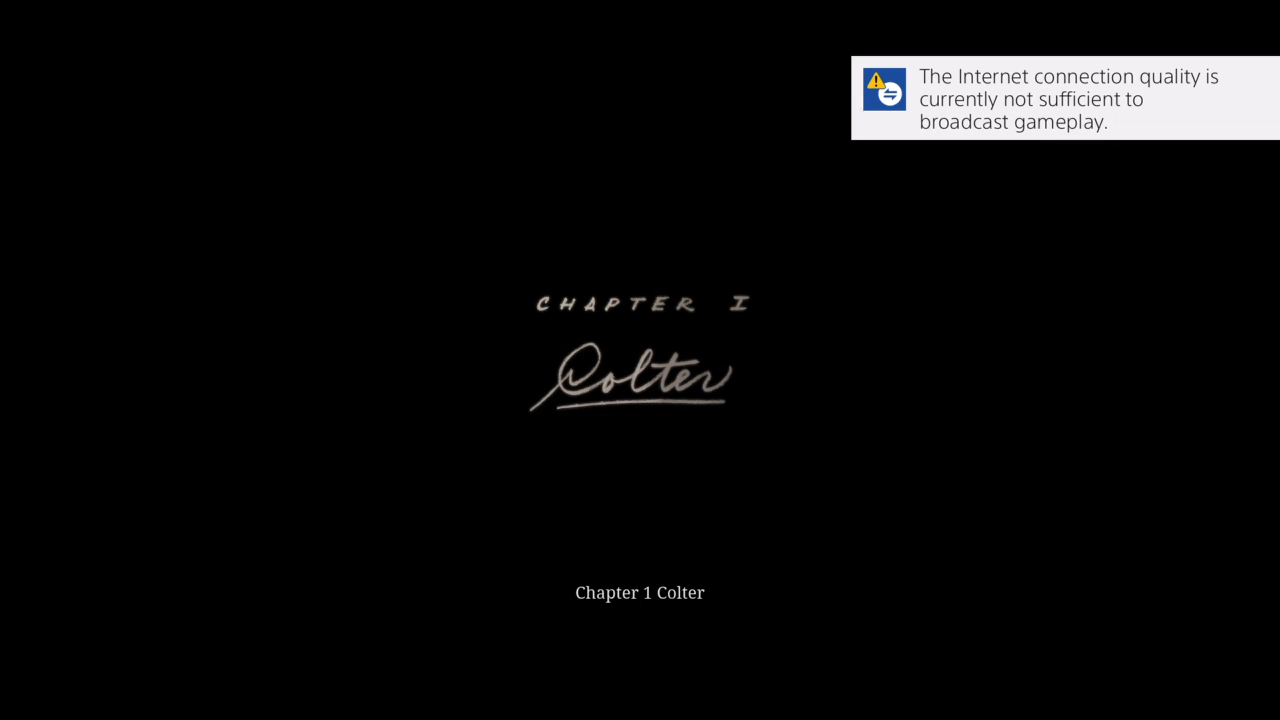 The Internet connection quality is
currently not sufficient to
broadcast gameplay.
CHAPTER I
Colter
Chapter 1 Colter